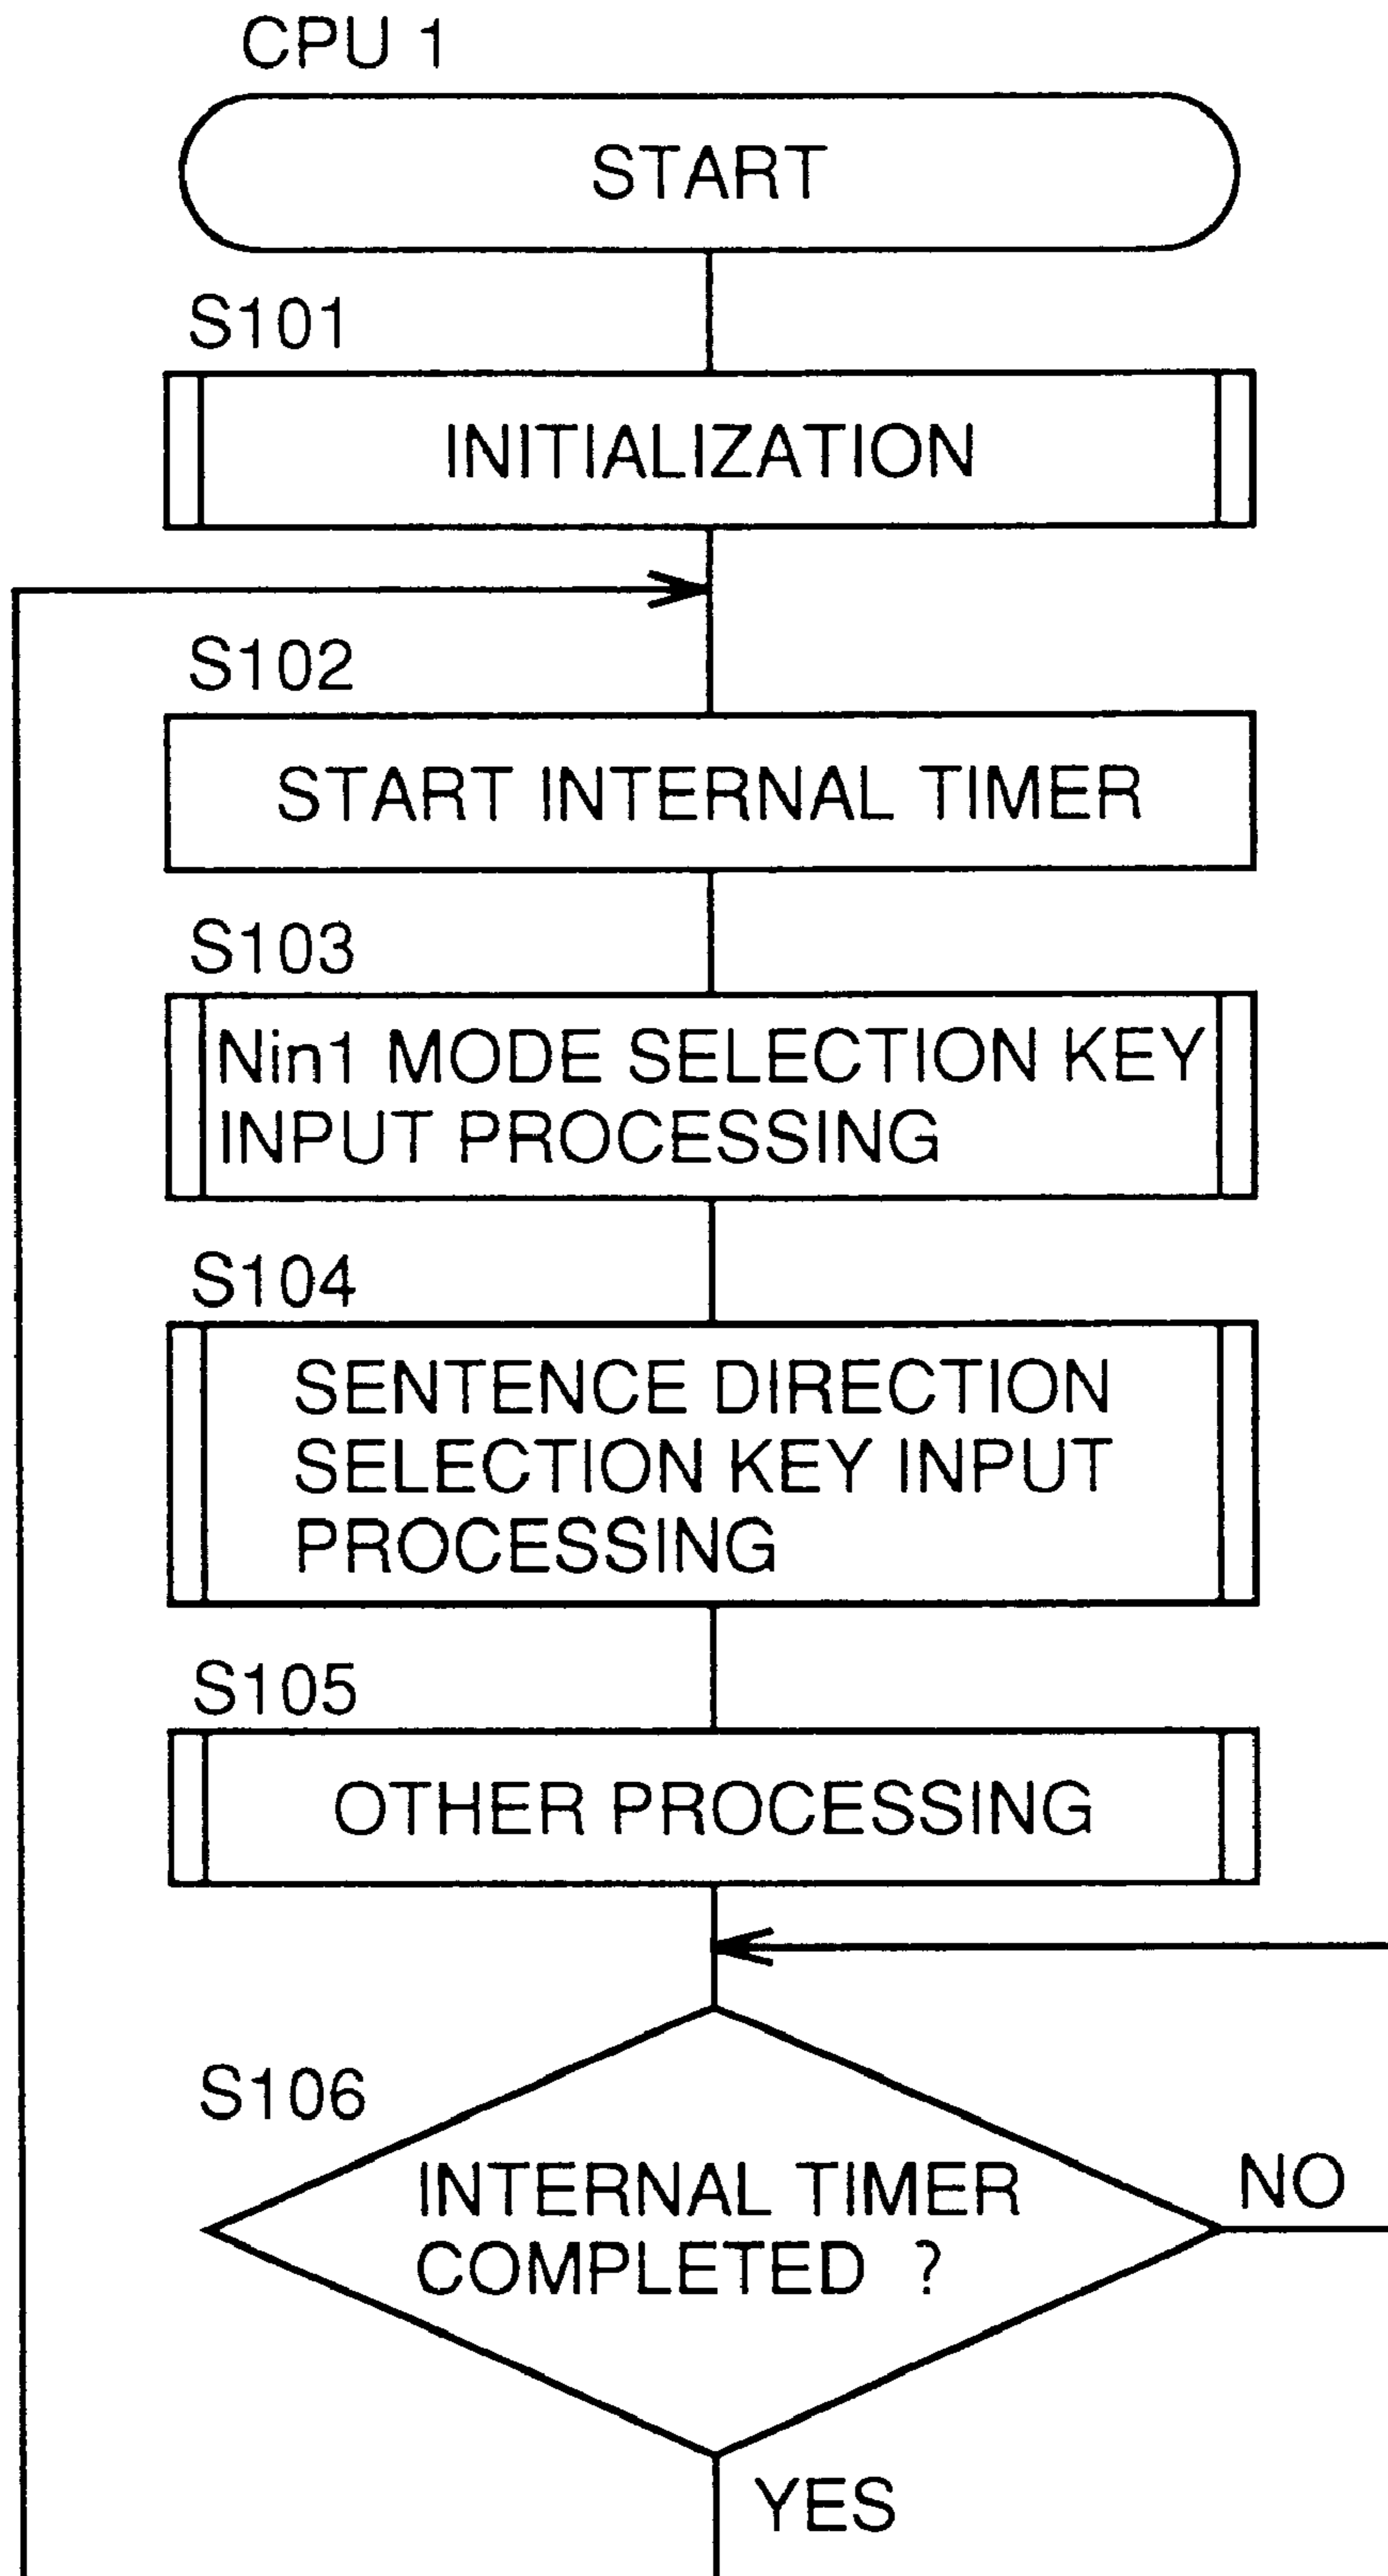 CPU 1
START
S101
INITIALIZATION
S102
START INTERNAL TIMER
S103
Nin1 MODE SELECTION KEY
INPUT PROCESSING
S104
SENTENCE DIRECTION
SELECTION KEY INPUT
PROCESSING
S105
OTHER PROCESSING
S106
INTERNAL TIMER
COMPLETED ?
NO
YES